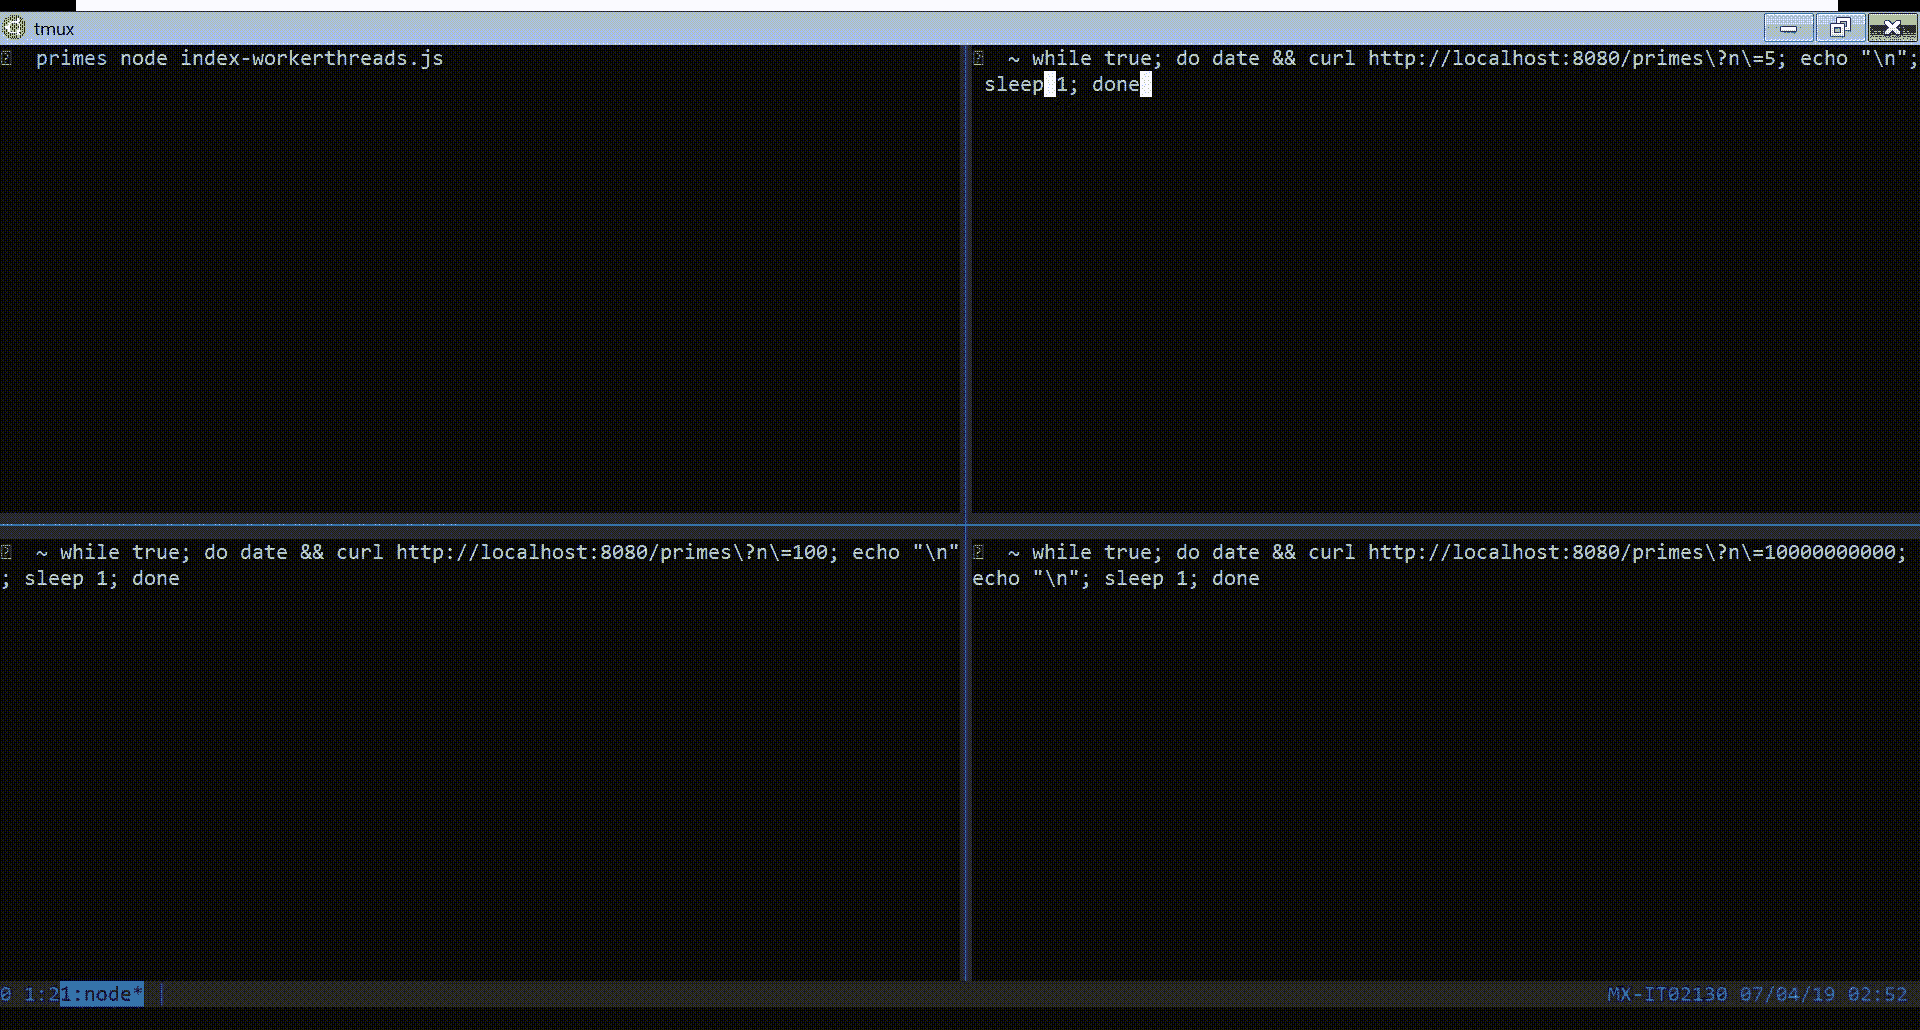 tmux
primes node index-workerthreads.js
~ while true; do date && curl http://localhost:8080/primes\?n\=5; echo "\n";
sleep 1; done
~ while true; do date && curl http://localhost:8080/primes\?n\=100; echo "\n"
; sleep 1; done
~ while true; do date && curl http://localhost:8080/primes\?n\=10000000000;
echo "\n"; sleep 1; done
0 1:21:node* | MX-IT02130 07/04/19 02:52